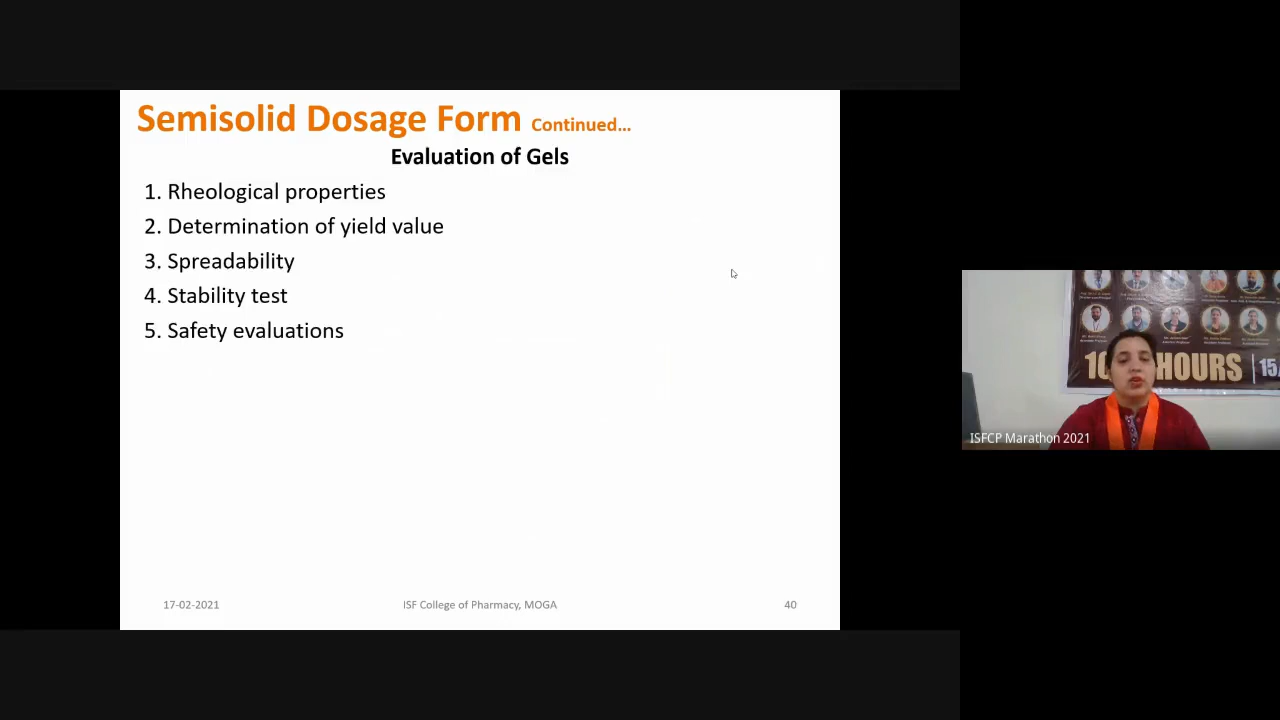 Semisolid Dosage Form Continued...
Evaluation of Gels
1. Rheological properties
2. Determination of yield value
3. Spreadability
4. Stability test
5. Safety evaluations
17-02-2021
ISF College of Pharmacy, MOGA
40
HOURS
15
ISFCP Marathon 2021